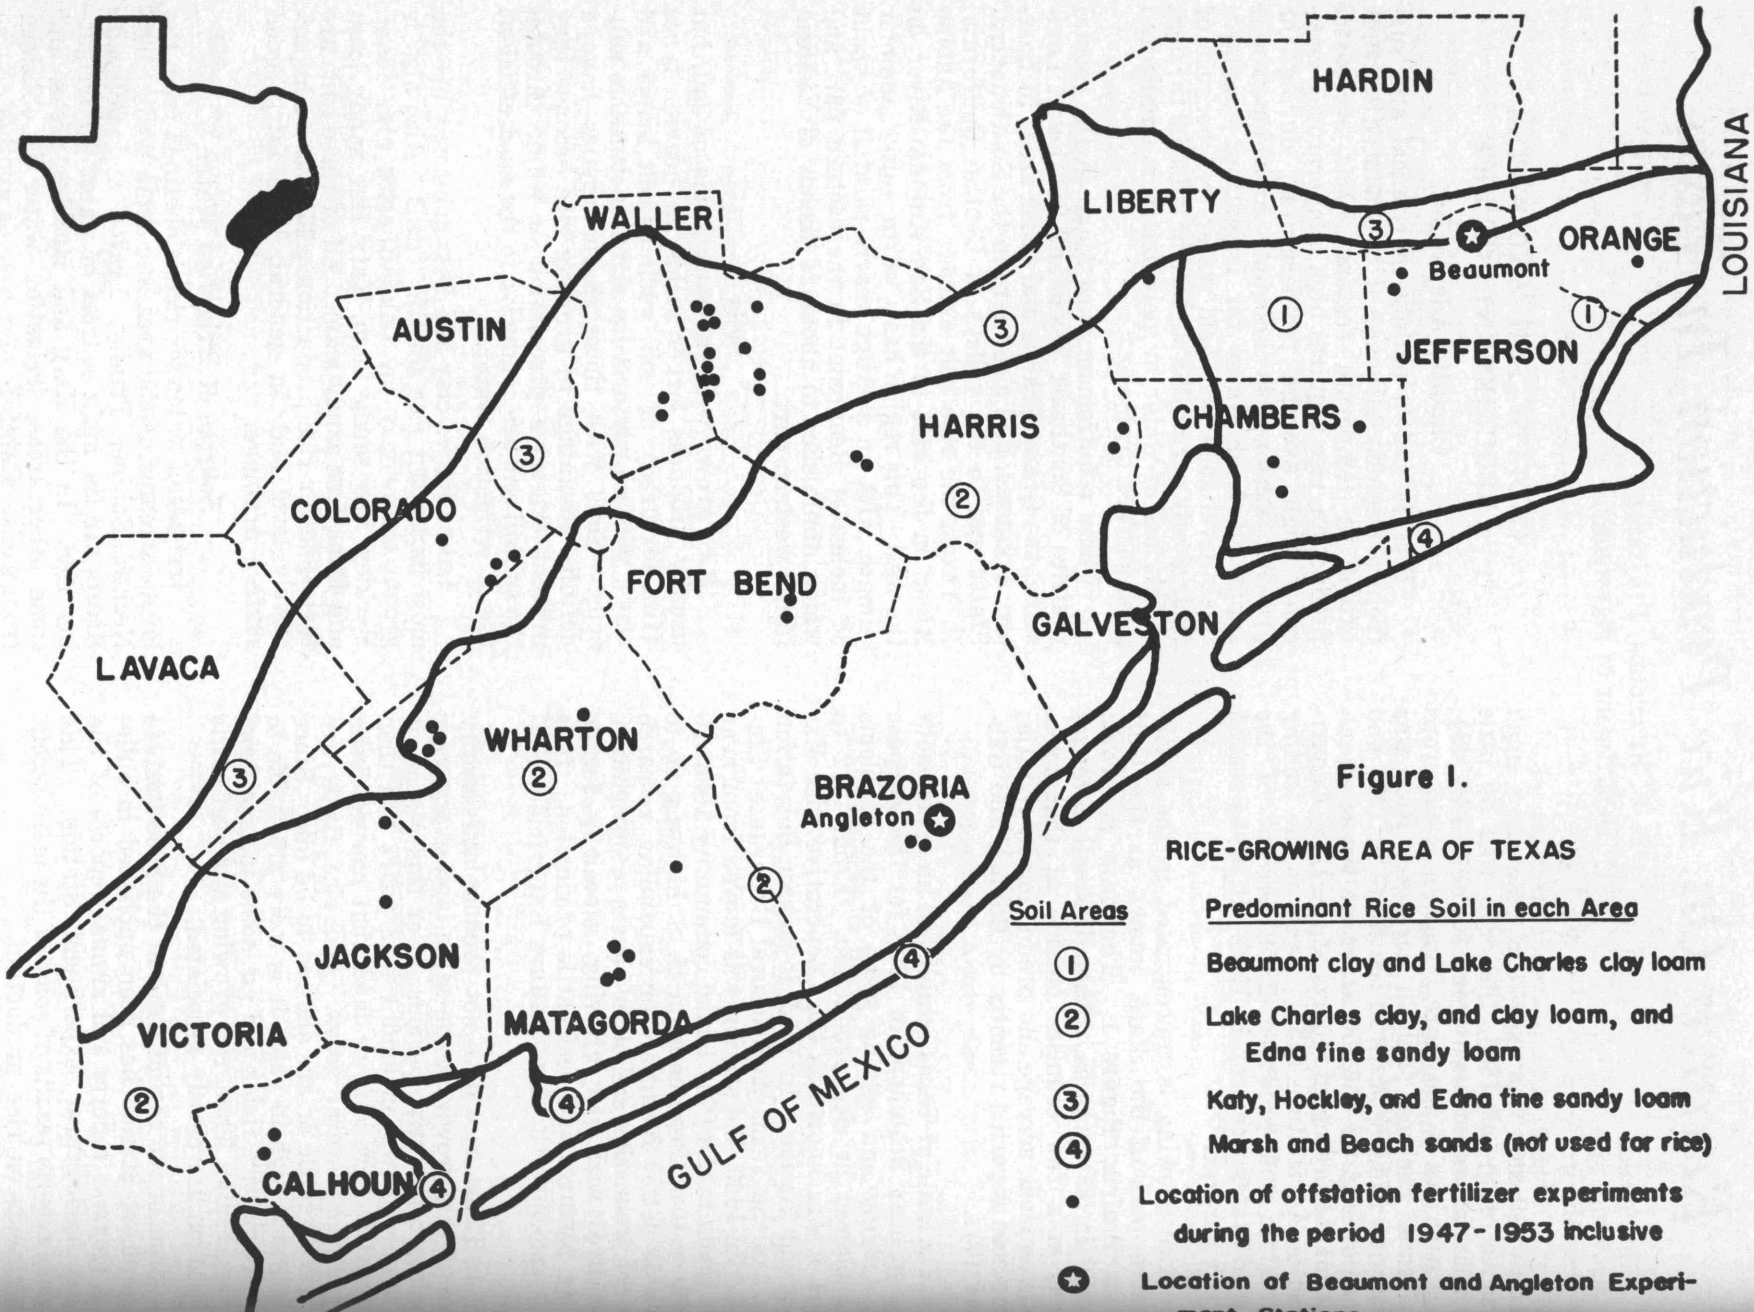 HARDIN
LOUISIANA
LIBERTY
WALLER
3
ORANGE
Beaumont
AUSTIN
3
1
1
JEFFERSON
HARRIS
CHAMBERS
3
2
COLORADO
4
FORT BEND
GALVESTON
LAVACA
WHARTON
3
2
BRAZORIA
Angleton
2
JACKSON
4
MATAGORDA
VICTORIA
2
4
GULF OF MEXICO
CALHOUN
4
Figure 1.
RICE-GROWING AREA OF TEXAS
Soil Areas Predominant Rice Soil in each Area
1 Beaumont clay and Lake Charles clay loam
2 Lake Charles clay, and clay loam, and
Edna fine sandy loam
3 Katy, Hockley, and Edna fine sandy loam
4 Marsh and Beach sands (not used for rice)
Location of offstation fertilizer experiments
during the period 1947-1953 inclusive
Location of Beaumont and Angleton Experi-